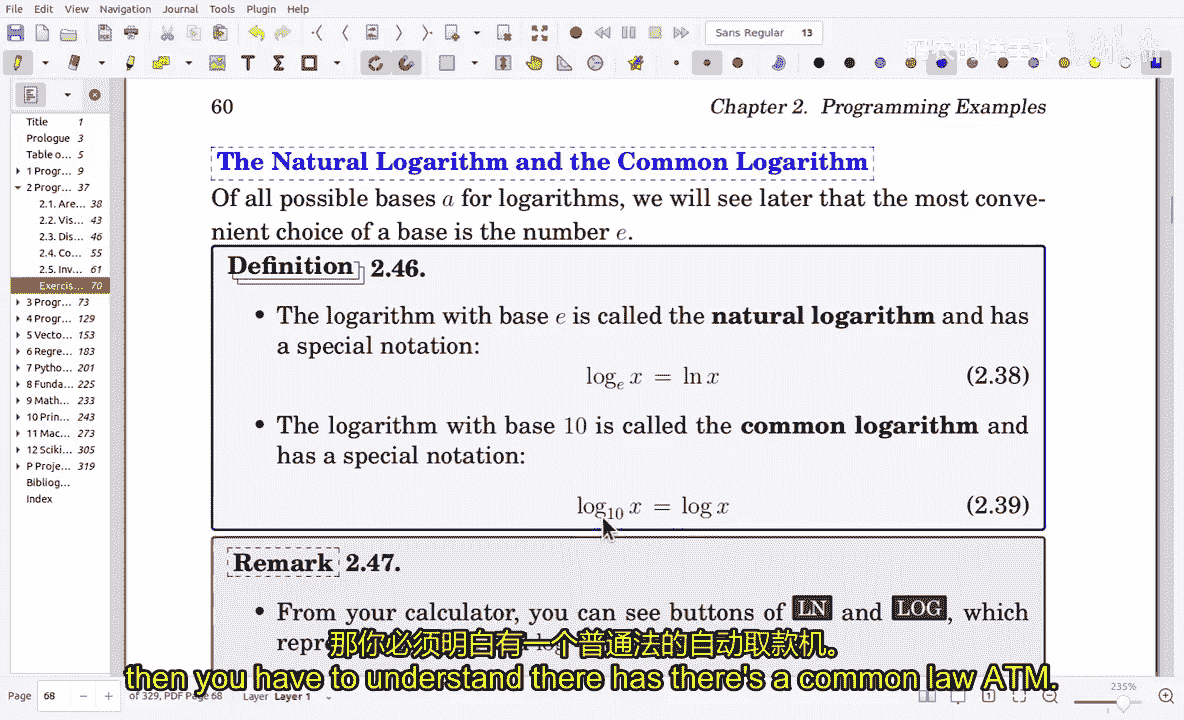 File Edit View Navigation Journal Tools Plugin Help
Sans Regular 13
Title 1
Prologue 3
Table o... 5
1 Progr... 9
2 Progr... 37
2.1. Are... 38
2.2. Vis... 43
2.3. Dis... 46
2.4. Co... 55
2.5. Inv... 61
Exercis... 70
3 Progr... 73
4 Progr... 129
5 Vecto... 153
6 Regre... 183
7 Pytho... 201
8 Funda... 225
9 Math... 233
10 Prin... 243
11 Mac... 273
12 Sciki... 305
P Proje... 319
Bibliog...
Index
60 Chapter 2. Programming Examples
The Natural Logarithm and the Common Logarithm
Of all possible bases a for logarithms, we will see later that the most conve-
nient choice of a base is the number e.
Definition 2.46.
• The logarithm with base e is called the natural logarithm and has
a special notation:
logₑ x = ln x (2.38)
• The logarithm with base 10 is called the common logarithm and
has a special notation:
log₁₀ x = log x (2.39)
Remark 2.47.
• From your calculator, you can see buttons of LN and LOG, which
那你必须明白有一个普通法的自动取款机。
then you have to understand there has there's a common law ATM.
Page 68 of 329, PDF Page 68 Layer Layer 1 235%